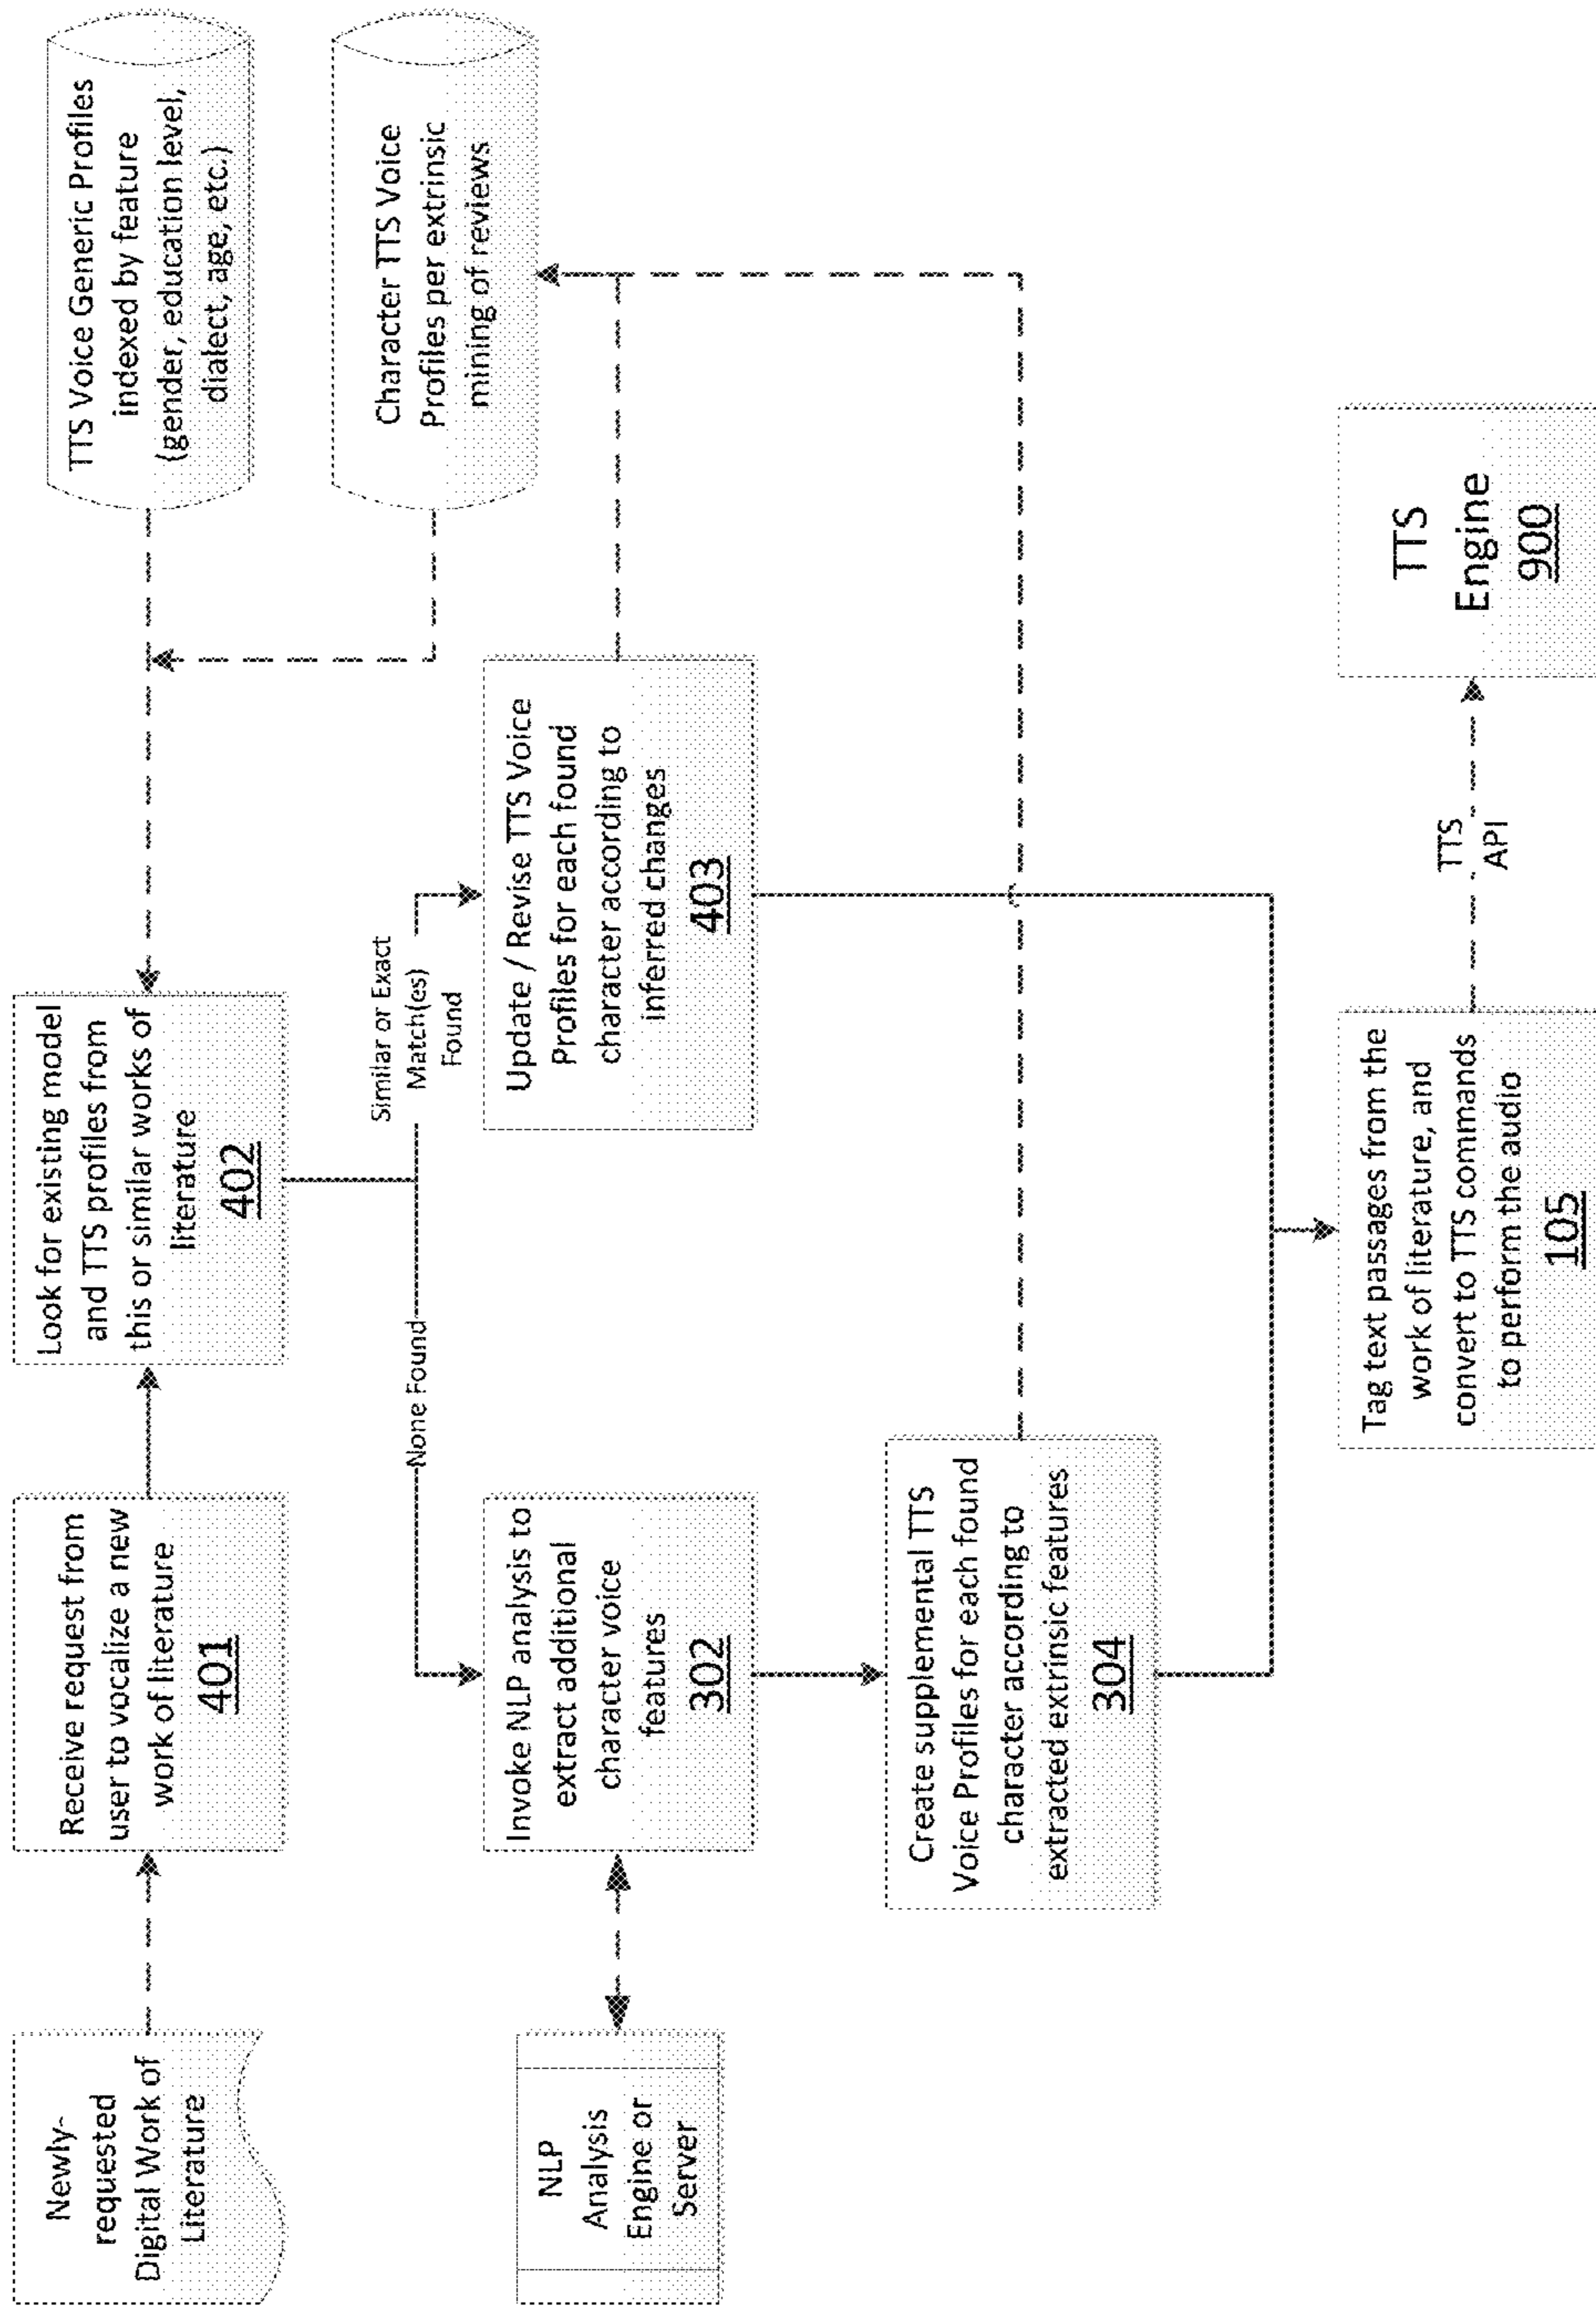 Newly-
requested
Digital Work of
Literature
Receive request from
user to vocalize a new
work of literature
401
Look for existing model
and TTS profiles from
this or similar works of
literature
402
TTS Voice Generic Profiles
indexed by feature
(gender, education level,
dialect, age, etc.)
Character TTS Voice
Profiles per extrinsic
mining of reviews
None Found
Similar or Exact
Match(es)
Found
NLP
Analysis
Engine or
Server
Invoke NLP analysis to
extract additional
character voice
features
302
Update / Revise TTS Voice
Profiles for each found
character according to
inferred changes
403
Create supplemental TTS
Voice Profiles for each found
character according to
extracted extrinsic features
304
Tag text passages from the
work of literature, and
convert to TTS commands
to perform the audio
105
TTS
API
TTS
Engine
900